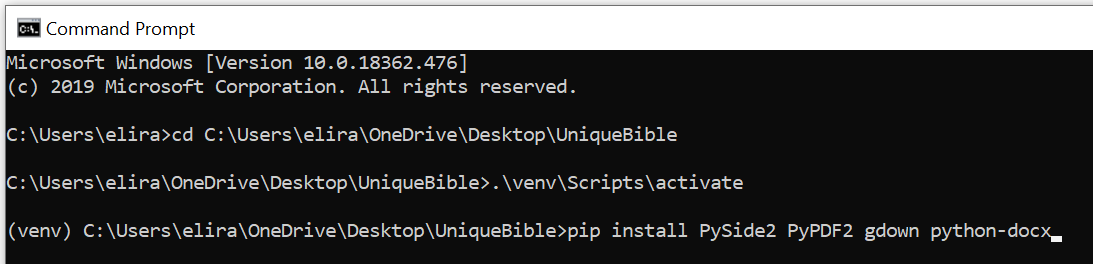 Command Prompt
Microsoft Windows [Version 10.0.18362.476]
(c) 2019 Microsoft Corporation. All rights reserved.
C:\Users\elira>cd C:\Users\elira\OneDrive\Desktop\UniqueBible
C:\Users\elira\OneDrive\Desktop\UniqueBible>.\venv\Scripts\activate
(venv) C:\Users\elira\OneDrive\Desktop\UniqueBible>pip install PySide2 PyPDF2 gdown python-docx